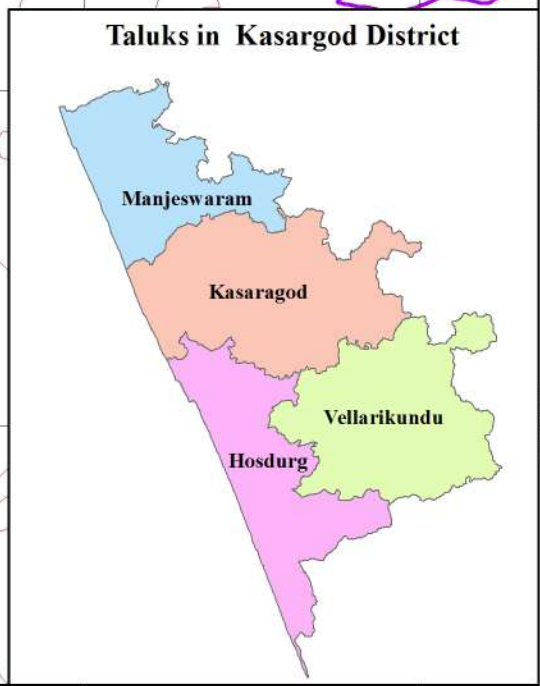 Taluks in Kasargod District
Manjeswaram
Kasaragod
Vellarikundu
Hosdurg